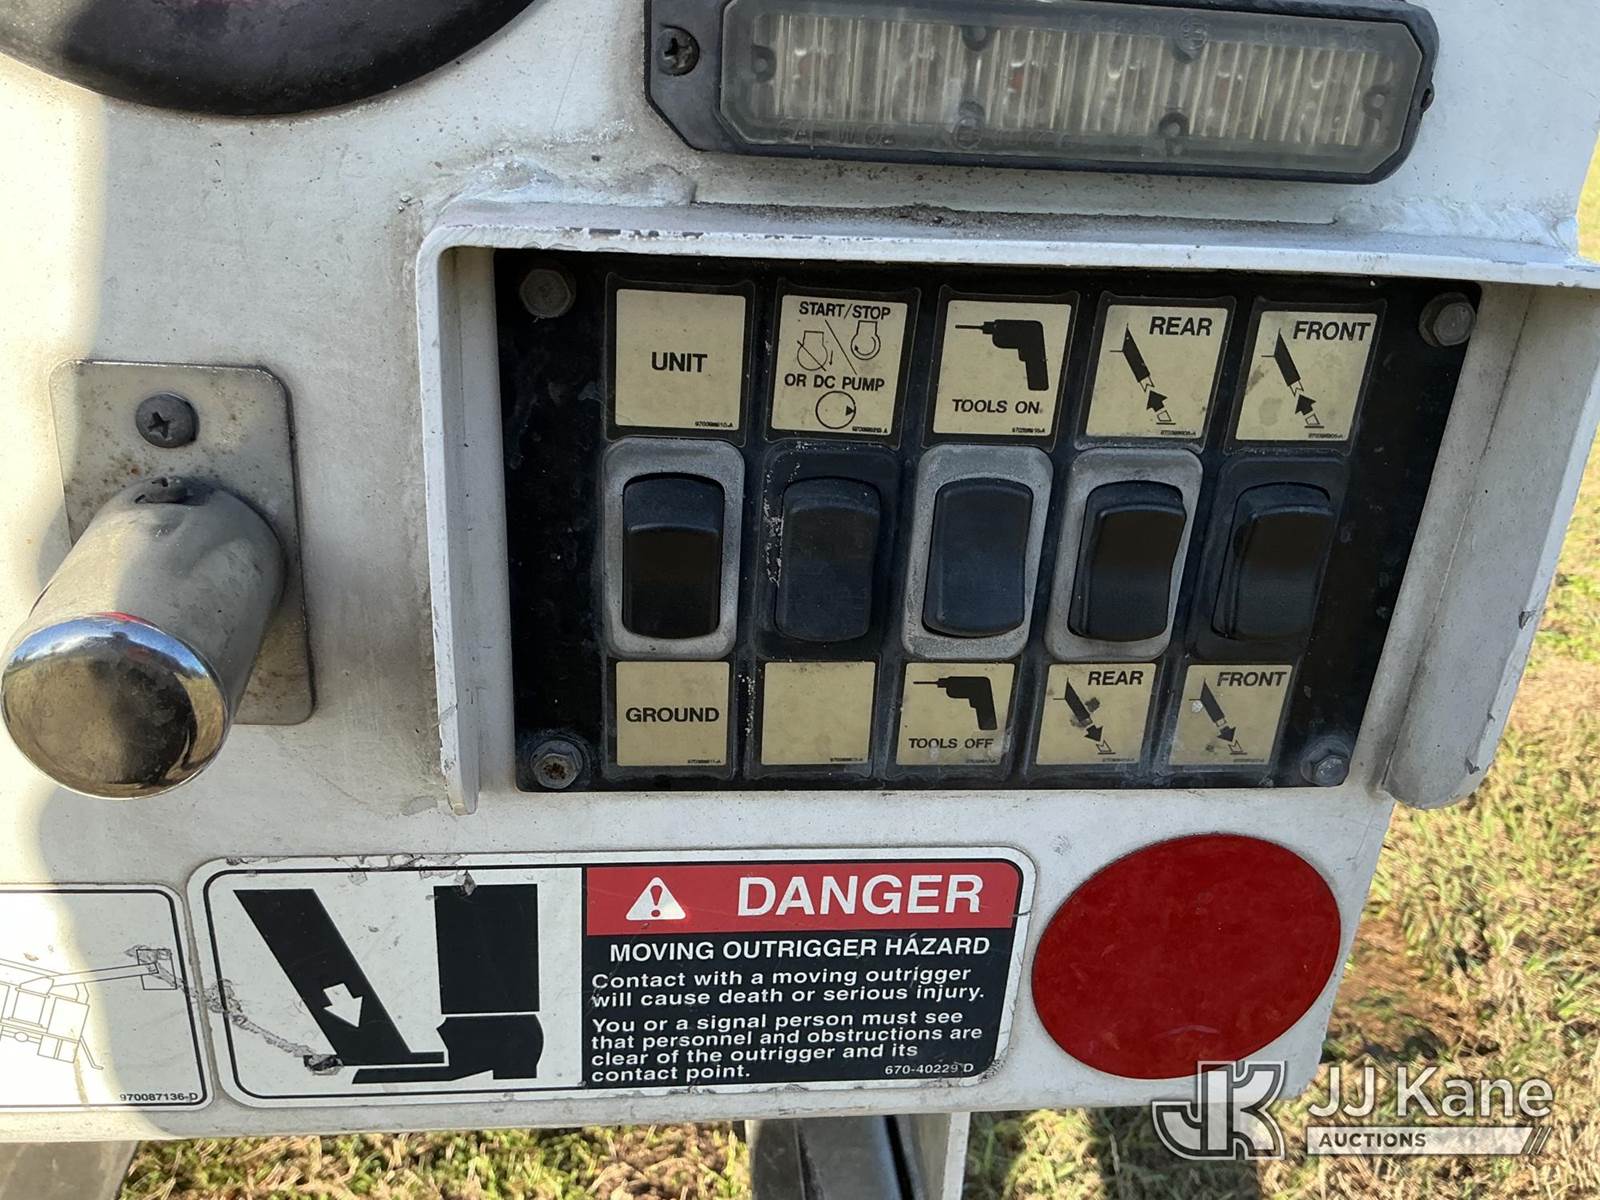 UNIT
START/STOP
OR DC PUMP
TOOLS ON
REAR
FRONT
GROUND
TOOLS OFF
REAR
FRONT
DANGER
MOVING OUTRIGGER HAZARD
Contact with a moving outrigger
will cause death or serious injury.
You or a signal person must see
that personnel and obstructions are
clear of the outrigger and its
contact point.
670-40229 D
970087136-D
JK JJ Kane
AUCTIONS